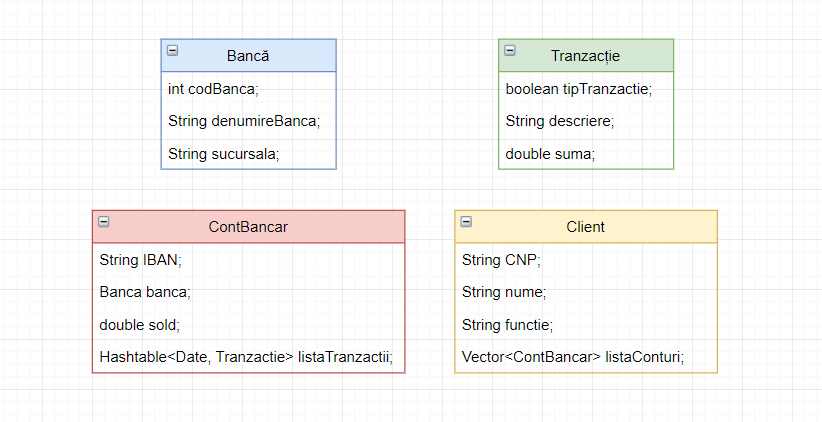 Bancă
int codBanca;
String denumireBanca;
String sucursala;
Tranzacție
boolean tipTranzactie;
String descriere;
double suma;
ContBancar
String IBAN;
Banca banca;
double sold;
Hashtable<Date, Tranzactie> listaTranzactii;
Client
String CNP;
String nume;
String functie;
Vector<ContBancar> listaConturi;